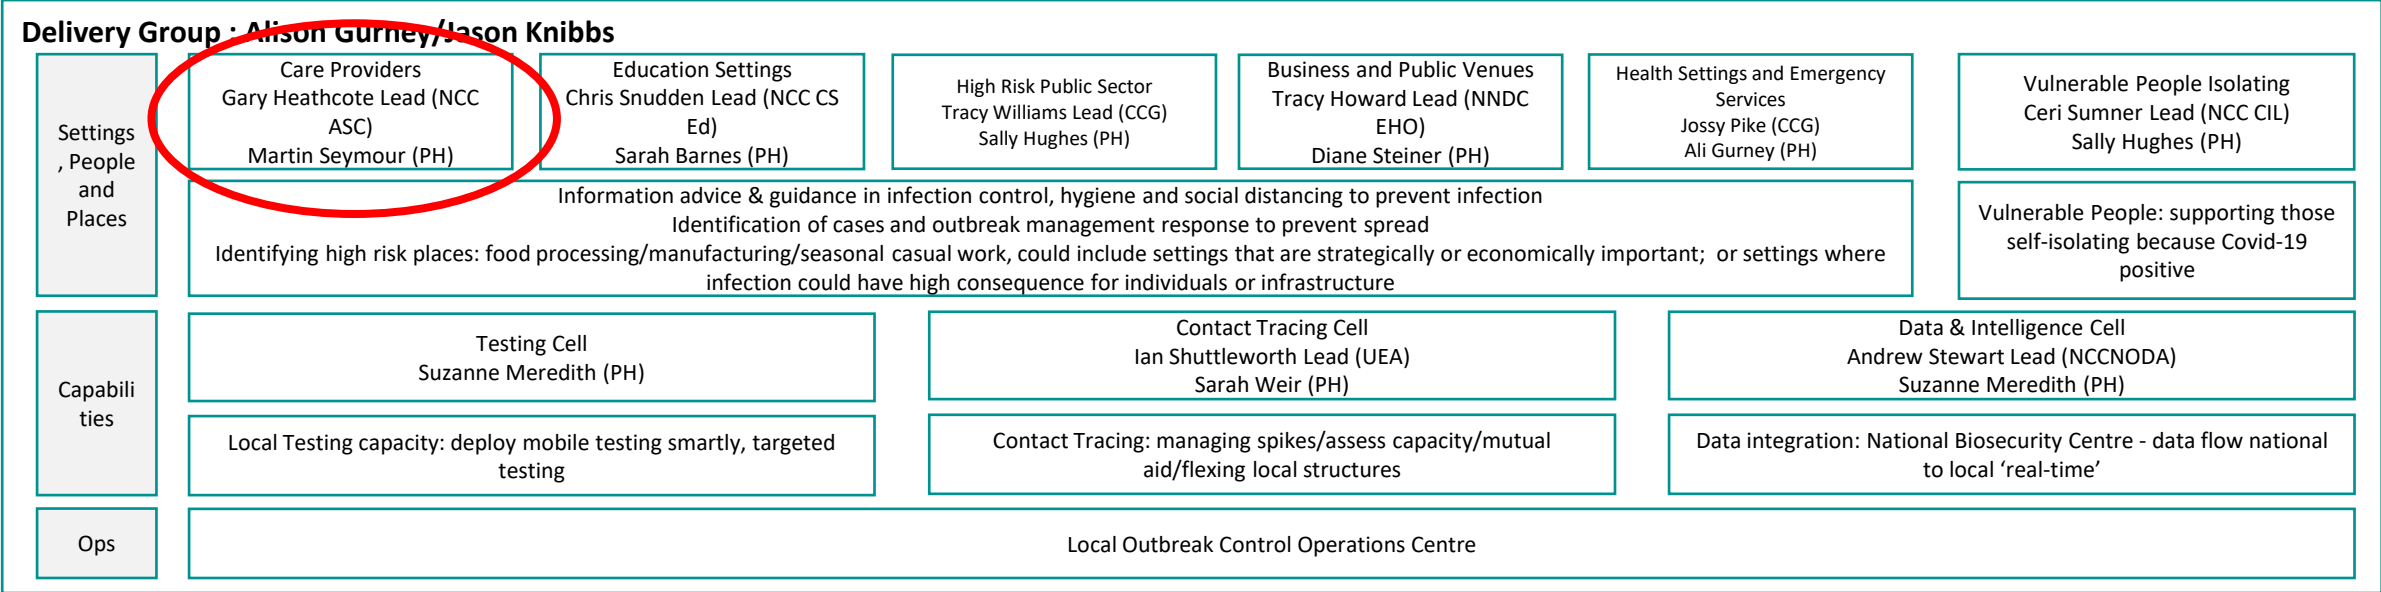 Delivery Group : Alison Gurney/Jason Knibbs
Settings
, People
and
Places
Care Providers
Gary Heathcote Lead (NCC
ASC)
Martin Seymour (PH)
Education Settings
Chris Snudden Lead (NCC CS
Ed)
Sarah Barnes (PH)
High Risk Public Sector
Tracy Williams Lead (CCG)
Sally Hughes (PH)
Business and Public Venues
Tracy Howard Lead (NNDC
EHO)
Diane Steiner (PH)
Health Settings and Emergency
Services
Jossy Pike (CCG)
Ali Gurney (PH)
Vulnerable People Isolating
Ceri Sumner Lead (NCC CIL)
Sally Hughes (PH)
Information advice & guidance in infection control, hygiene and social distancing to prevent infection
Identification of cases and outbreak management response to prevent spread
Identifying high risk places: food processing/manufacturing/seasonal casual work, could include settings that are strategically or economically important;  or settings where
infection could have high consequence for individuals or infrastructure
Vulnerable People: supporting those
self-isolating because Covid-19
positive
Capabili
ties
Testing Cell
Suzanne Meredith (PH)
Contact Tracing Cell
Ian Shuttleworth Lead (UEA)
Sarah Weir (PH)
Data & Intelligence Cell
Andrew Stewart Lead (NCCNODA)
Suzanne Meredith (PH)
Local Testing capacity: deploy mobile testing smartly, targeted
testing
Contact Tracing: managing spikes/assess capacity/mutual
aid/flexing local structures
Data integration: National Biosecurity Centre - data flow national
to local ‘real-time’
Ops
Local Outbreak Control Operations Centre